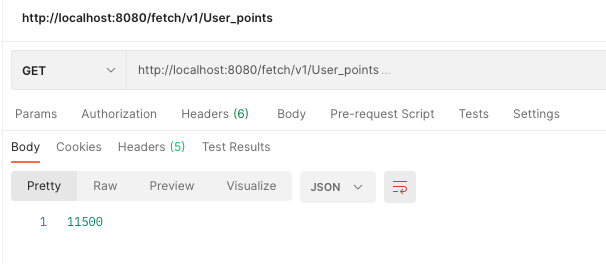 http://localhost:8080/fetch/v1/User_points
GET http://localhost:8080/fetch/v1/User_points ...
Params Authorization Headers (6) Body Pre-request Script Tests Settings
Body Cookies Headers (5) Test Results
Pretty Raw Preview Visualize JSON
1 11500